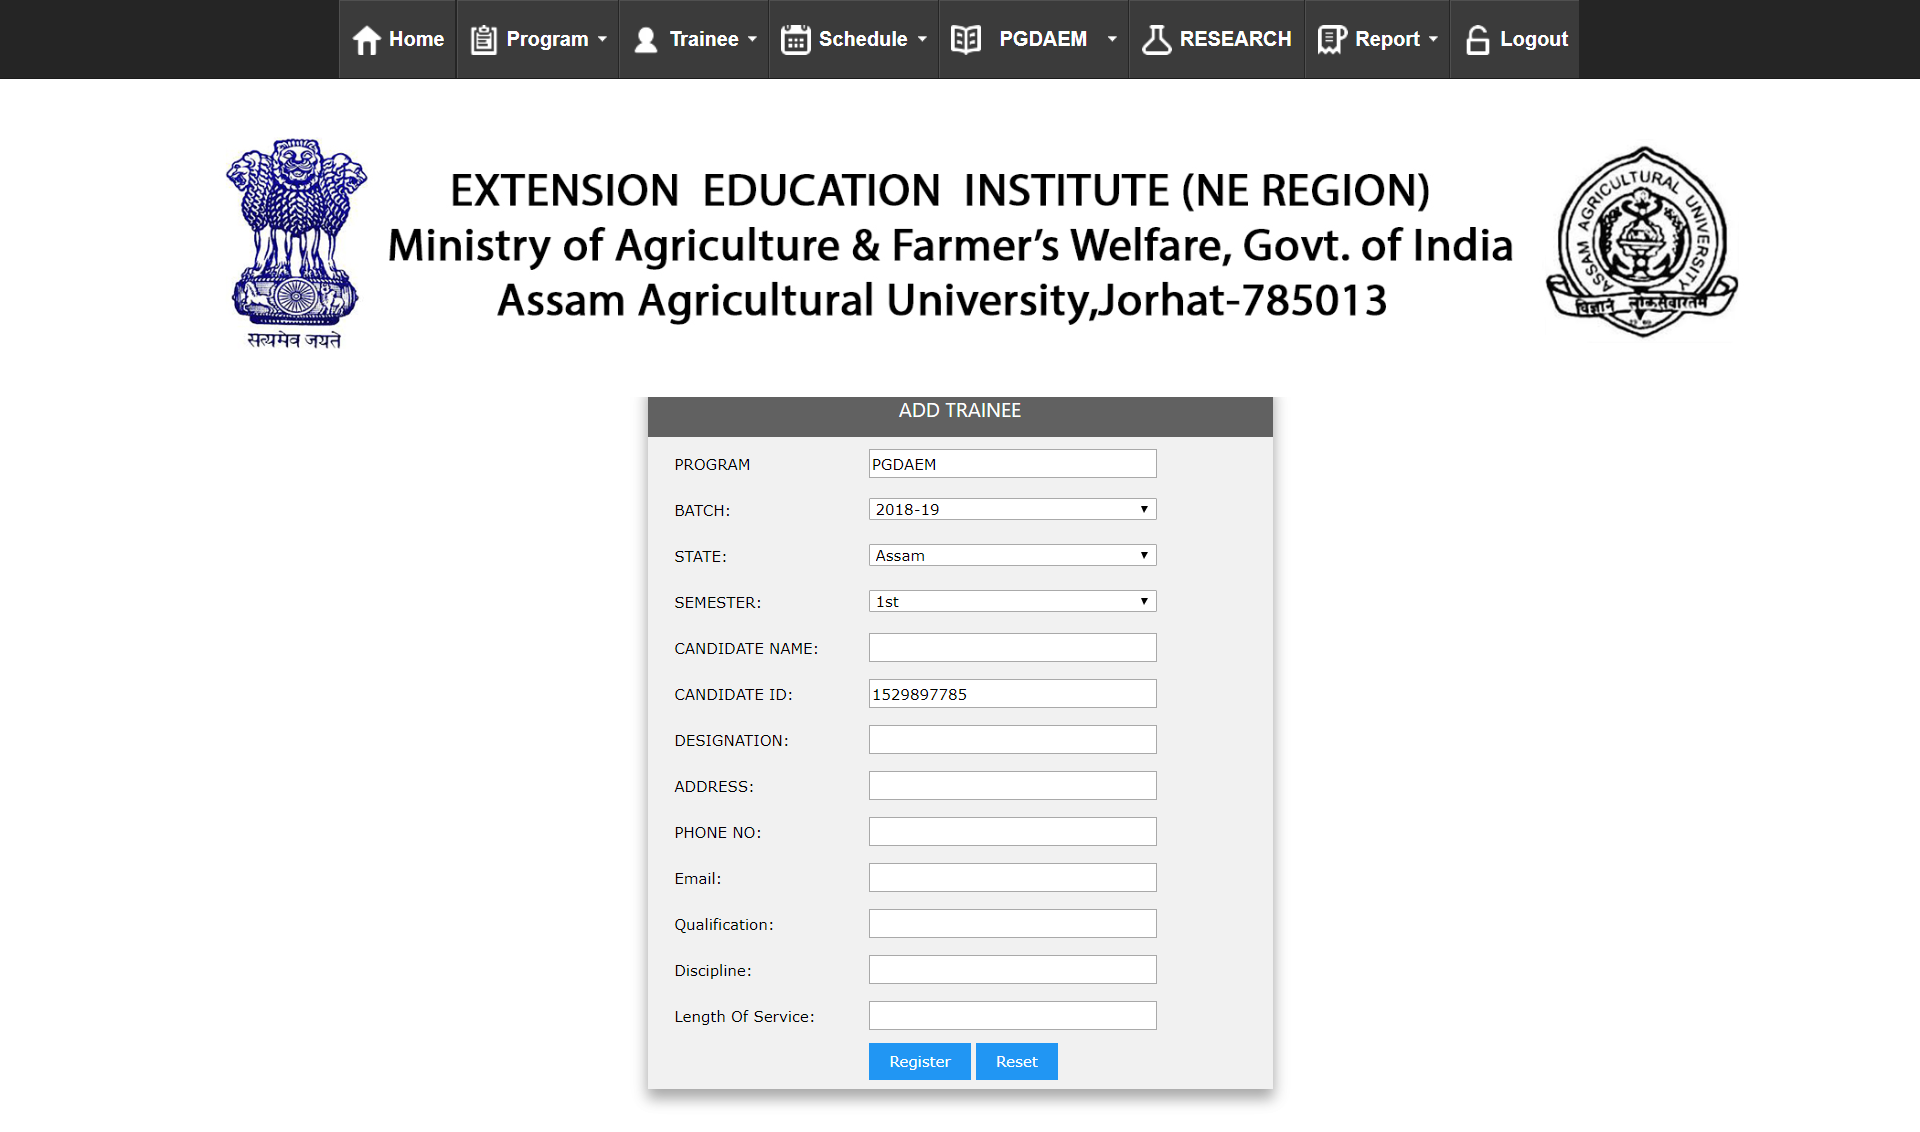 Home Program Trainee Schedule PGDAEM RESEARCH Report Logout
EXTENSION EDUCATION INSTITUTE (NE REGION)
Ministry of Agriculture & Farmer’s Welfare, Govt. of India
Assam Agricultural University,Jorhat-785013
सत्यमेव जयते
ASSAM AGRICULTURAL UNIVERSITY
विज्ञानं लोकसेवारतम
ADD TRAINEE
PROGRAM PGDAEM
BATCH: 2018-19
STATE: Assam
SEMESTER: 1st
CANDIDATE NAME:
CANDIDATE ID: 1529897785
DESIGNATION:
ADDRESS:
PHONE NO:
Email:
Qualification:
Discipline:
Length Of Service:
Register Reset